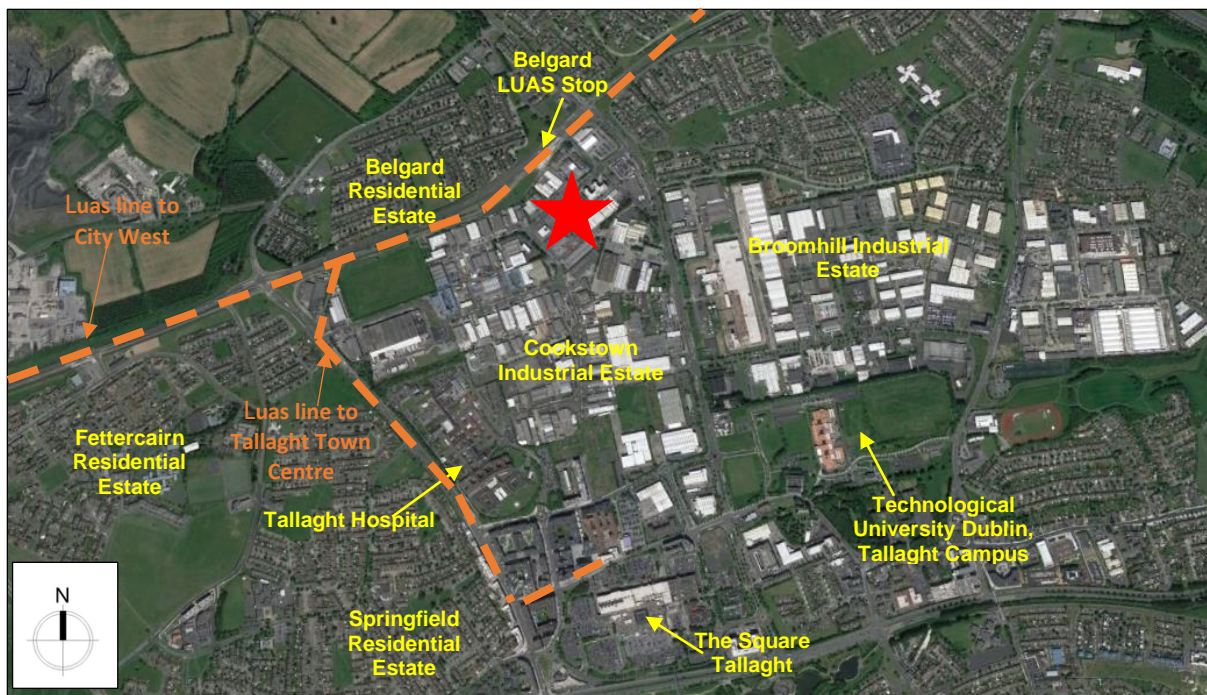 Belgard
LUAS Stop
Belgard
Residential
Estate
Luas line to
City West
Broomhill Industrial
Estate
Cookstown
Industrial Estate
Luas line to
Tallaght Town
Centre
Fettercairn
Residential
Estate
Tallaght Hospital
Technological
University Dublin,
Tallaght Campus
N
Springfield
Residential
Estate
The Square
Tallaght